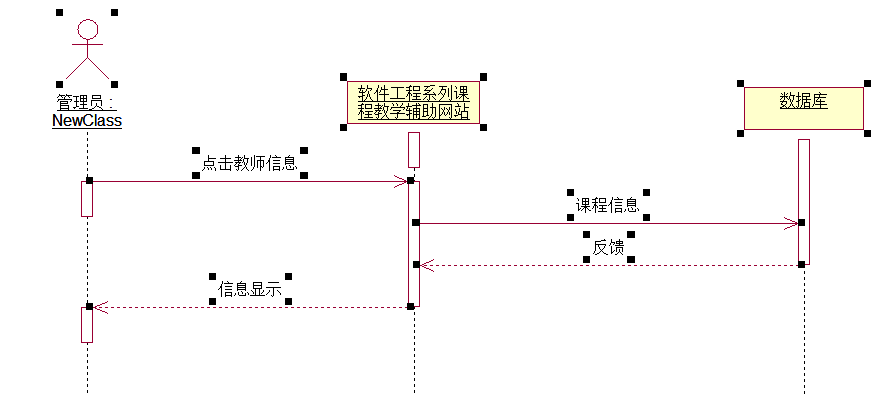 管理员 :
NewClass
软件工程系列课
程教学辅助网站
数据库
点击教师信息
课程信息
反馈
信息显示